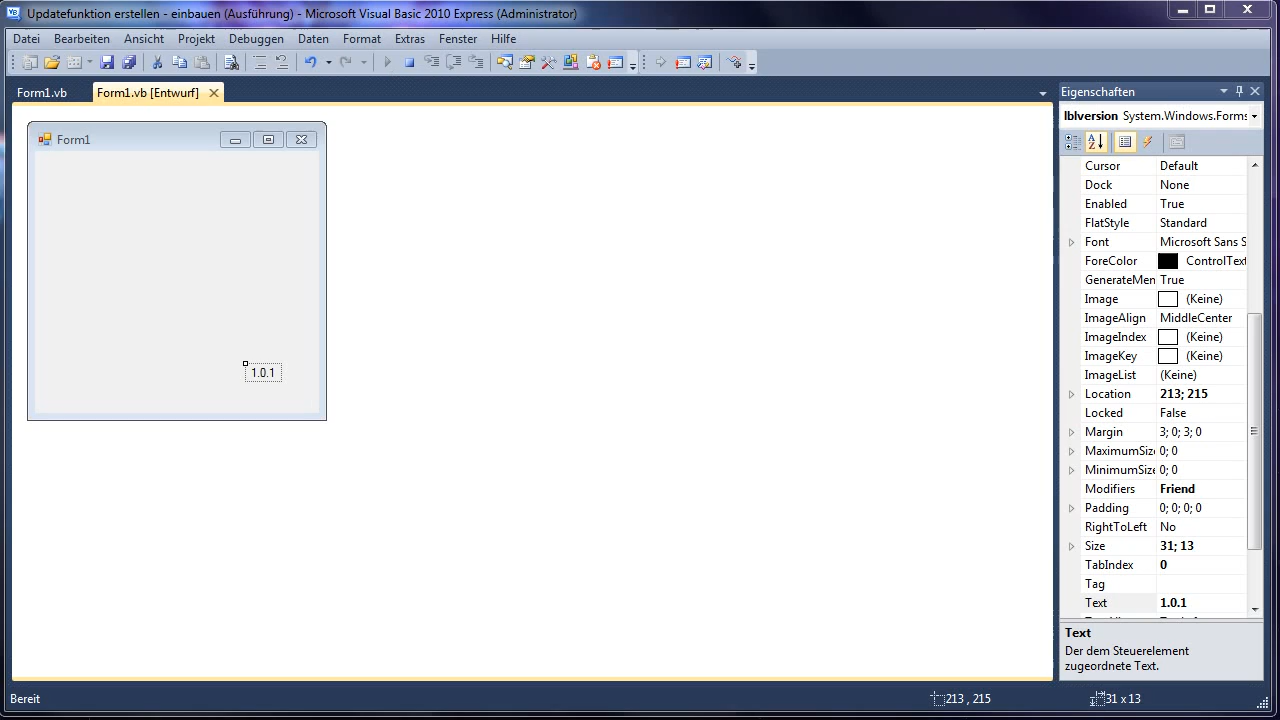 Updatefunktion erstellen - einbauen (Ausführung) - Microsoft Visual Basic 2010 Express (Administrator)
Datei Bearbeiten Ansicht Projekt Debuggen Daten Format Extras Fenster Hilfe
Form1.vb Form1.vb [Entwurf]
Form1
1.0.1
Eigenschaften
lblversion System.Windows.Forms
Cursor Default
Dock None
Enabled True
FlatStyle Standard
Font Microsoft Sans S
ForeColor ControlText
GenerateMen True
Image (Keine)
ImageAlign MiddleCenter
ImageIndex (Keine)
ImageKey (Keine)
ImageList (Keine)
Location 213; 215
Locked False
Margin 3; 0; 3; 0
MaximumSize 0; 0
MinimumSize 0; 0
Modifiers Friend
Padding 0; 0; 0; 0
RightToLeft No
Size 31; 13
TabIndex 0
Tag
Text 1.0.1
Text
Der dem Steuerelement
zugeordnete Text.
Bereit 213 , 215 31 x 13